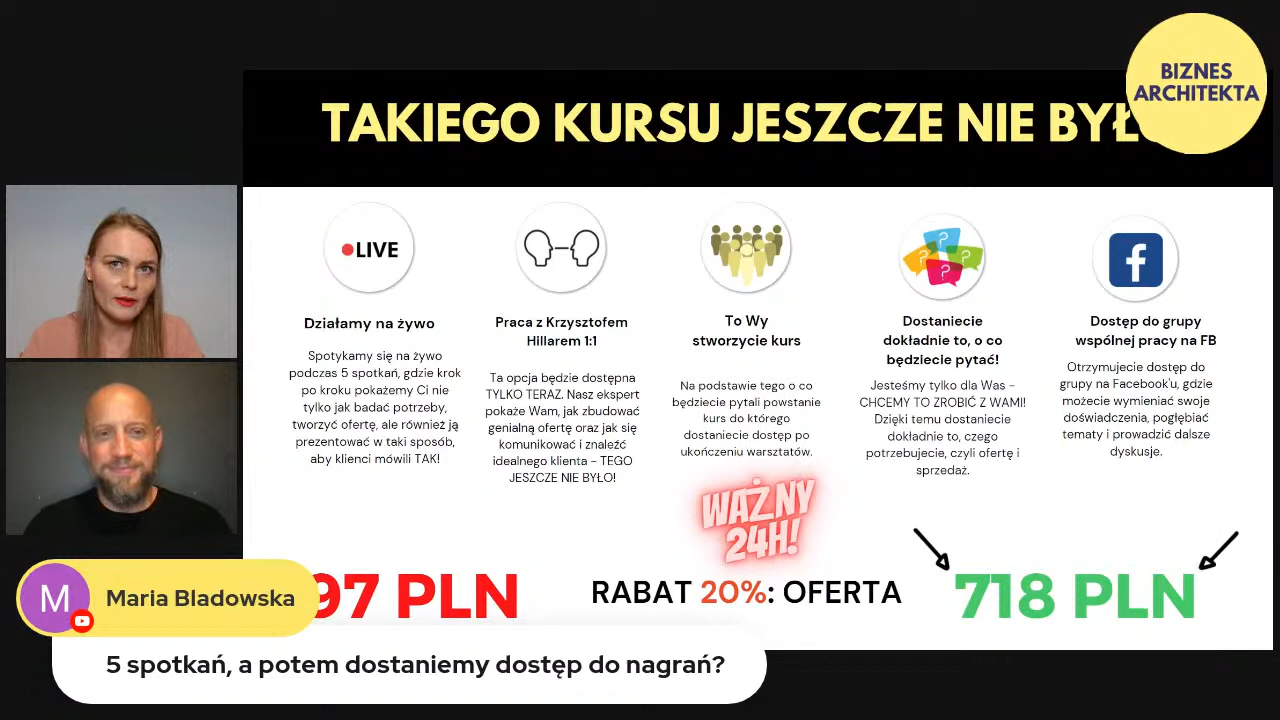 BIZNES
ARCHITEKTA
TAKIEGO KURSU JESZCZE NIE
LIVE
Działamy na żywo
Spotykamy się na żywo
podczas 5 spotkań, gdzie krok
po kroku pokażemy Ci nie
tylko jak badać potrzeby,
tworzyć ofertę, ale również ją
prezentować w taki sposób,
aby klienci mówili TAK!
Praca z Krzysztofem
Hillarem 1:1
Ta opcja będzie dostępna
TYLKO TERAZ. Nasz ekspert
pokaże Wam, jak zbudować
genialną ofertę oraz jak się
komunikować i znaleźć
idealnego klienta - TEGO
JESZCZE NIE BYŁO!
To Wy
stworzycie kurs
Na podstawie tego o co
będziecie pytali powstanie
kurs do którego
dostaniecie dostęp po
ukończeniu warsztatów.
Dostaniecie
dokładnie to, o co
będziecie pytać!
Jesteśmy tylko dla Was -
CHCEMY TO ZROBIĆ Z WAMI!
Dzięki temu dostaniecie
dokładnie to, czego
potrzebujecie, czyli ofertę i
sprzedaż.
Dostęp do grupy
wspólnej pracy na FB
Otrzymujecie dostęp do
grupy na Facebook'u, gdzie
możecie wymieniać swoje
doświadczenia, pogłębiać
tematy i prowadzić dalsze
dyskusje.
WAŻNY
24H!
97 PLN
RABAT 20%: OFERTA
718 PLN
M
Maria Bladowska
5 spotkań, a potem dostaniemy dostęp do nagrań?